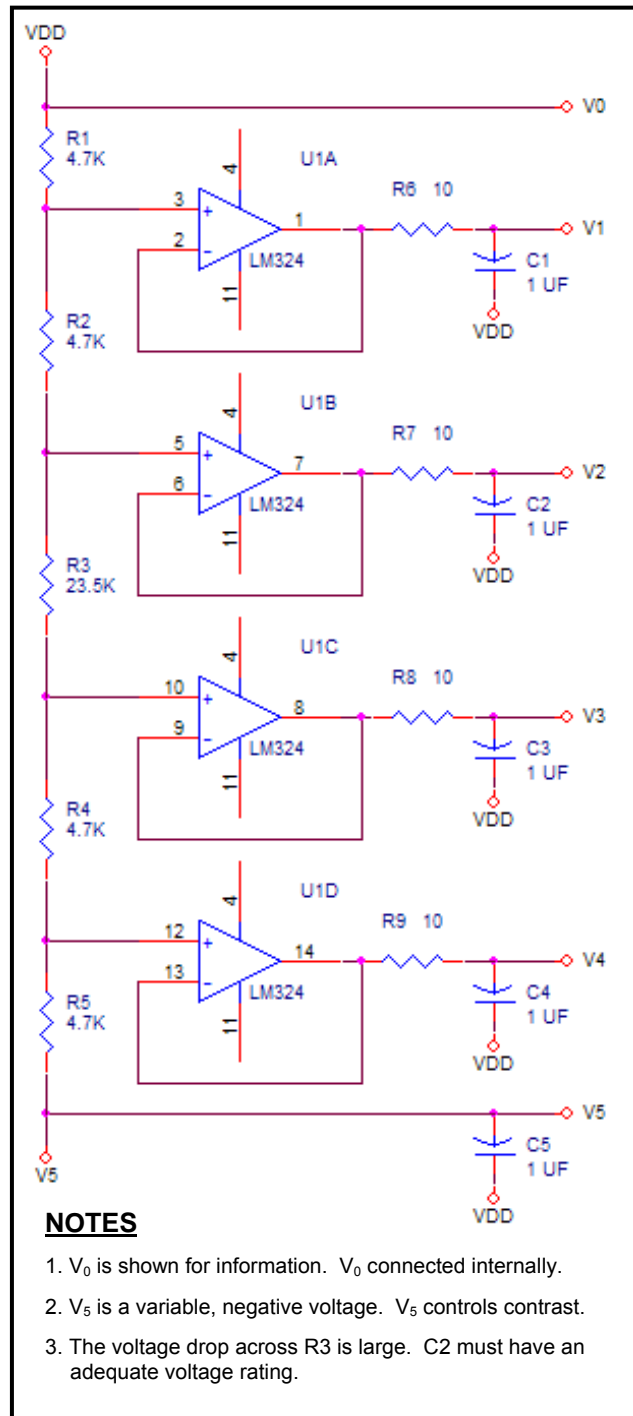 VDD
V0
R1
4.7K
4
U1A
R6 10
3
+
1
V1
2
-
LM324
C1
1 UF
11
VDD
R2
4.7K
4
U1B
R7 10
5
+
7
V2
6
-
LM324
C2
1 UF
11
VDD
R3
23.5K
4
U1C
R8 10
10
+
8
V3
9
-
LM324
C3
1 UF
11
VDD
R4
4.7K
4
U1D
R9 10
12
+
14
V4
13
-
LM324
C4
1 UF
11
VDD
R5
4.7K
V5
C5
1 UF
V5
VDD
NOTES
1. V0 is shown for information. V0 connected internally.
2. V5 is a variable, negative voltage. V5 controls contrast.
3. The voltage drop across R3 is large. C2 must have an
adequate voltage rating.